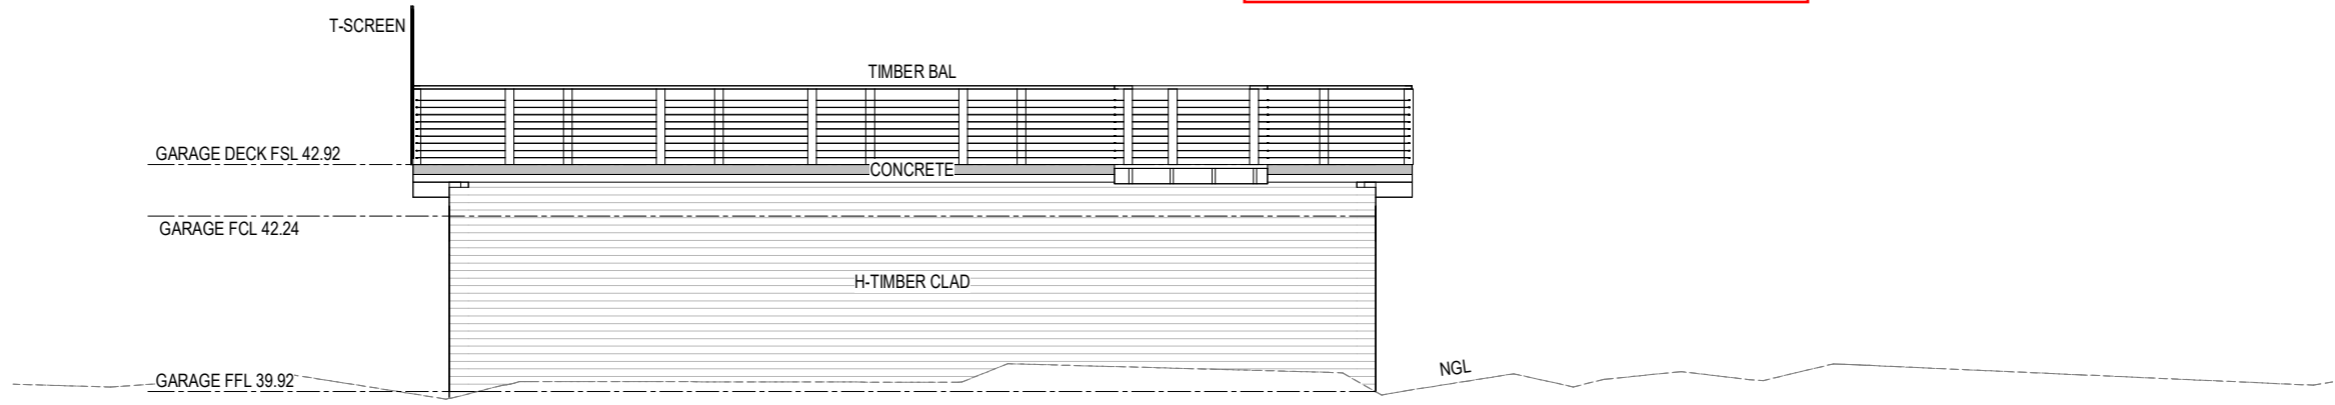 T-SCREEN
TIMBER BAL
GARAGE DECK FSL 42.92
CONCRETE
GARAGE FCL 42.24
H-TIMBER CLAD
NGL
GARAGE FFL 39.92